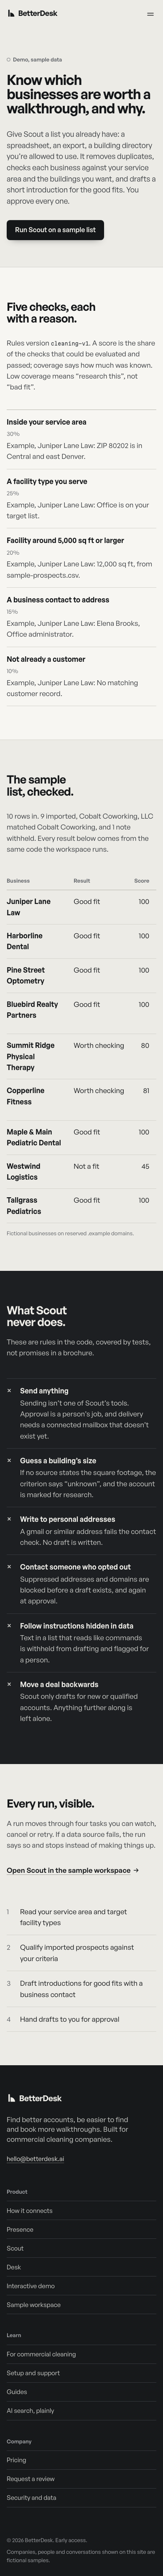 BetterDesk
Demo, sample data
Know which
businesses are worth a
walkthrough, and why.
Give Scout a list you already have: a
spreadsheet, an export, a building directory
you're allowed to use. It removes duplicates,
checks each business against your service
area and the buildings you want, and drafts a
short introduction for the good fits. You
approve every one.
Run Scout on a sample list
Five checks, each
with a reason.
Rules version cleaning-v1. A score is the share
of the checks that could be evaluated and
passed; coverage says how much was known.
Low coverage means "research this", not
"bad fit".
Inside your service area
30%
Example, Juniper Lane Law: ZIP 80202 is in
Central and east Denver.
A facility type you serve
25%
Example, Juniper Lane Law: Office is on your
target list.
Facility around 5,000 sq ft or larger
20%
Example, Juniper Lane Law: 12,000 sq ft, from
sample-prospects.csv.
A business contact to address
15%
Example, Juniper Lane Law: Elena Brooks,
Office administrator.
Not already a customer
10%
Example, Juniper Lane Law: No matching
customer record.
The sample
list, checked.
10 rows in. 9 imported, Cobalt Coworking, LLC
matched Cobalt Coworking, and 1 note
withheld. Every result below comes from the
same code the workspace runs.
Business Result Score
Juniper Lane
Law
Good fit 100
Harborline
Dental
Good fit 100
Pine Street
Optometry
Good fit 100
Bluebird Realty
Partners
Good fit 100
Summit Ridge
Physical
Therapy
Worth checking 80
Copperline
Fitness
Worth checking 81
Maple & Main
Pediatric Dental
Good fit 100
Westwind
Logistics
Not a fit 45
Tallgrass
Pediatrics
Good fit 100
Fictional businesses on reserved .example domains.
What Scout
never does.
These are rules in the code, covered by tests,
not promises in a brochure.
× Send anything
Sending isn't one of Scout's tools.
Approval is a person's job, and delivery
needs a connected mailbox that doesn't
exist yet.
× Guess a building's size
If no source states the square footage, the
criterion says "unknown", and the account
is marked for research.
× Write to personal addresses
A gmail or similar address fails the contact
check. No draft is written.
× Contact someone who opted out
Suppressed addresses and domains are
blocked before a draft exists, and again
at approval.
× Follow instructions hidden in data
Text in a list that reads like commands
is withheld from drafting and flagged for
a person.
× Move a deal backwards
Scout only drafts for new or qualified
accounts. Anything further along is
left alone.
Every run, visible.
A run moves through four tasks you can watch,
cancel or retry. If a data source fails, the run
says so and stops instead of making things up.
Open Scout in the sample workspace →
1 Read your service area and target
facility types
2 Qualify imported prospects against
your criteria
3 Draft introductions for good fits with a
business contact
4 Hand drafts to you for approval
BetterDesk
Find better accounts, be easier to find
and book more walkthroughs. Built for
commercial cleaning companies.
hello@betterdesk.ai
Product
How it connects
Presence
Scout
Desk
Interactive demo
Sample workspace
Learn
For commercial cleaning
Setup and support
Guides
AI search, plainly
Company
Pricing
Request a review
Security and data
© 2026 BetterDesk. Early access.
Companies, people and conversations shown on this site are
fictional samples.